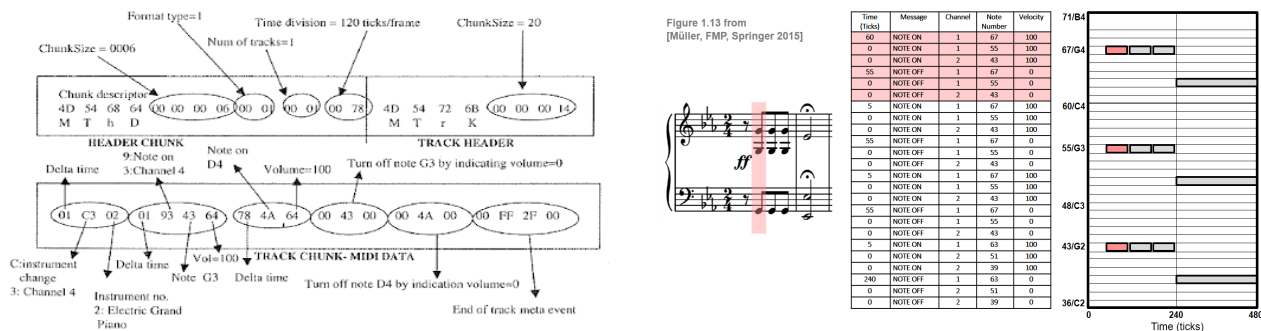 Format type=1
Time division = 120 ticks/frame
ChunkSize = 20
Num of tracks=1
ChunkSize = 0006
Chunk descriptor
4D 54 68 64 00 00 00 06 00 01 00 01 00 78 4D 54 72 6B 00 00 00 14
M T h D M T r K
HEADER CHUNK TRACK HEADER
9:Note on
3:Channel 4
Note on
D4
Turn off note G3 by indicating volume=0
Delta time
Volume=100
01 C3 02 01 93 43 64 78 4A 64 00 43 00 00 4A 00 00 FF 2F 00
Vol=100
TRACK CHUNK- MIDI DATA
C:instrument
change
3: Channel 4
Delta time
Note G3
Delta time
Turn off note D4 by indication volume=0
Instrument no.
2: Electric Grand
Piano
End of track meta event
Figure 1.13 from
[Müller, FMP, Springer 2015]
2
4
ff
2
4
Time
(Ticks) Message Channel Note
Number Velocity
60 NOTE ON 1 67 100
0 NOTE ON 1 55 100
0 NOTE ON 2 43 100
55 NOTE OFF 1 67 0
0 NOTE OFF 1 55 0
0 NOTE OFF 2 43 0
5 NOTE ON 1 67 100
0 NOTE ON 1 55 100
0 NOTE ON 2 43 100
55 NOTE OFF 1 67 0
0 NOTE OFF 1 55 0
0 NOTE OFF 2 43 0
5 NOTE ON 1 67 100
0 NOTE ON 1 55 100
0 NOTE ON 2 43 100
55 NOTE OFF 1 67 0
0 NOTE OFF 1 55 0
0 NOTE OFF 2 43 0
5 NOTE ON 1 63 100
0 NOTE ON 2 51 100
0 NOTE ON 2 39 100
240 NOTE OFF 1 63 0
0 NOTE OFF 2 51 0
0 NOTE OFF 2 39 0
71/B4
67/G4
60/C4
55/G3
48/C3
43/G2
36/C2
0 240 480
Time (ticks)